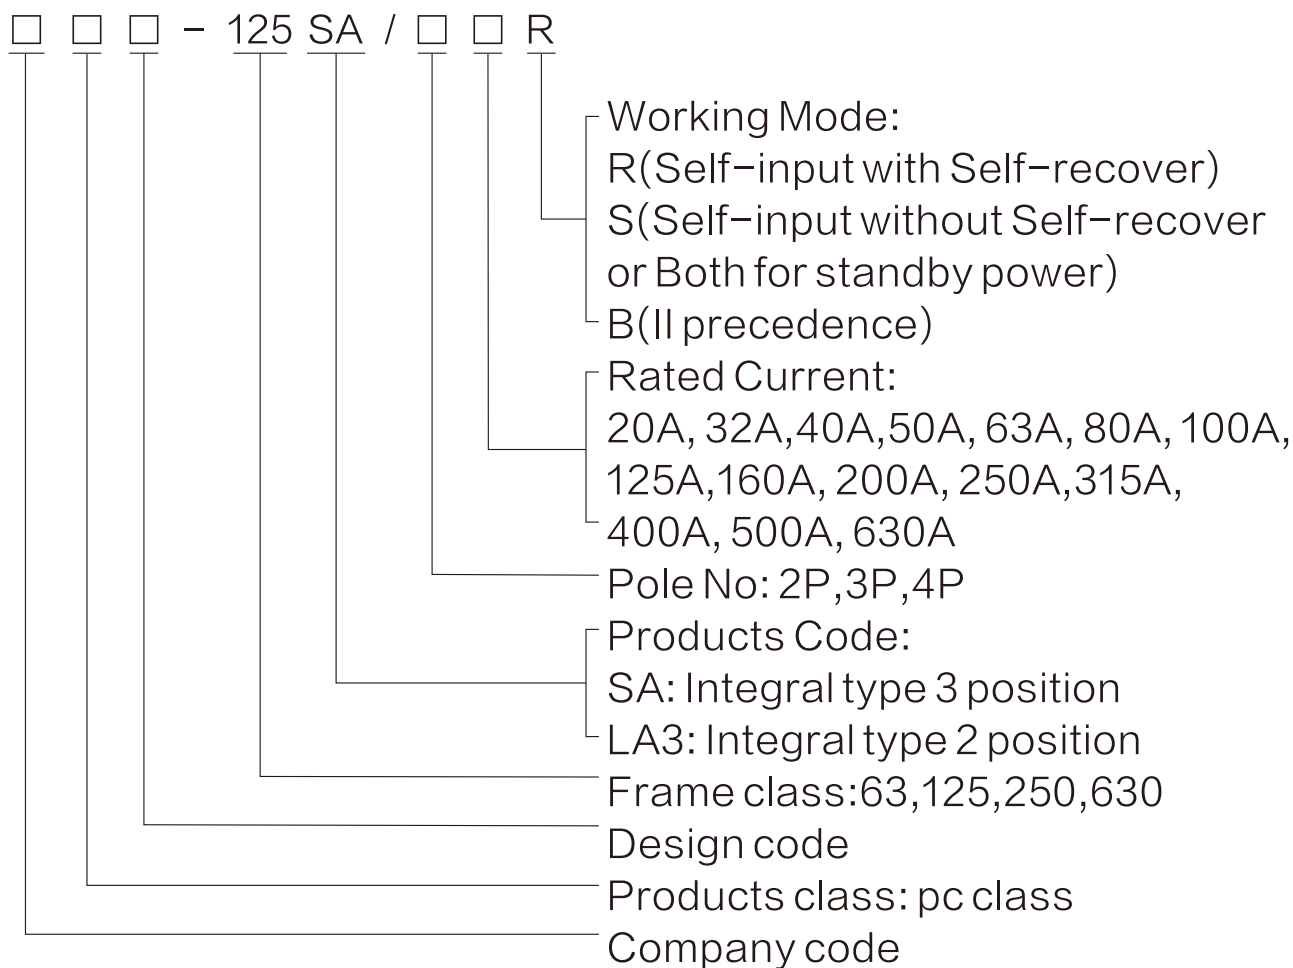 □ □ □ - 125 SA / □ □ R
Working Mode:
R(Self-input with Self-recover)
S(Self-input without Self-recover
or Both for standby power)
B(II precedence)
Rated Current:
20A, 32A,40A,50A, 63A, 80A, 100A,
125A,160A, 200A, 250A,315A,
400A, 500A, 630A
Pole No: 2P,3P,4P
Products Code:
SA: Integral type 3 position
LA3: Integral type 2 position
Frame class:63,125,250,630
Design code
Products class: pc class
Company code